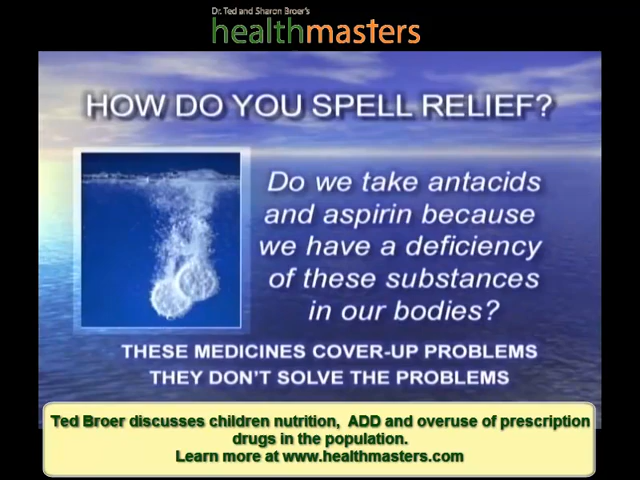 Dr. Ted and Sharon Broer's
healthmasters
HOW DO YOU SPELL RELIEF?
Do we take antacids
and aspirin because
we have a deficiency
of these substances
in our bodies?
THESE MEDICINES COVER-UP PROBLEMS
THEY DON'T SOLVE THE PROBLEMS
Ted Broer discusses children nutrition, ADD and overuse of prescription
drugs in the population.
Learn more at www.healthmasters.com